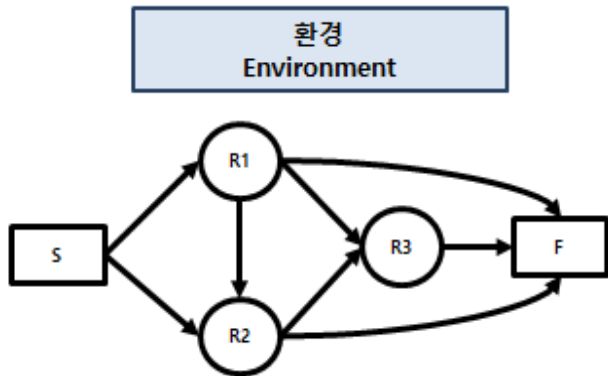 환경
Environment
R1
S
R3
F
R2